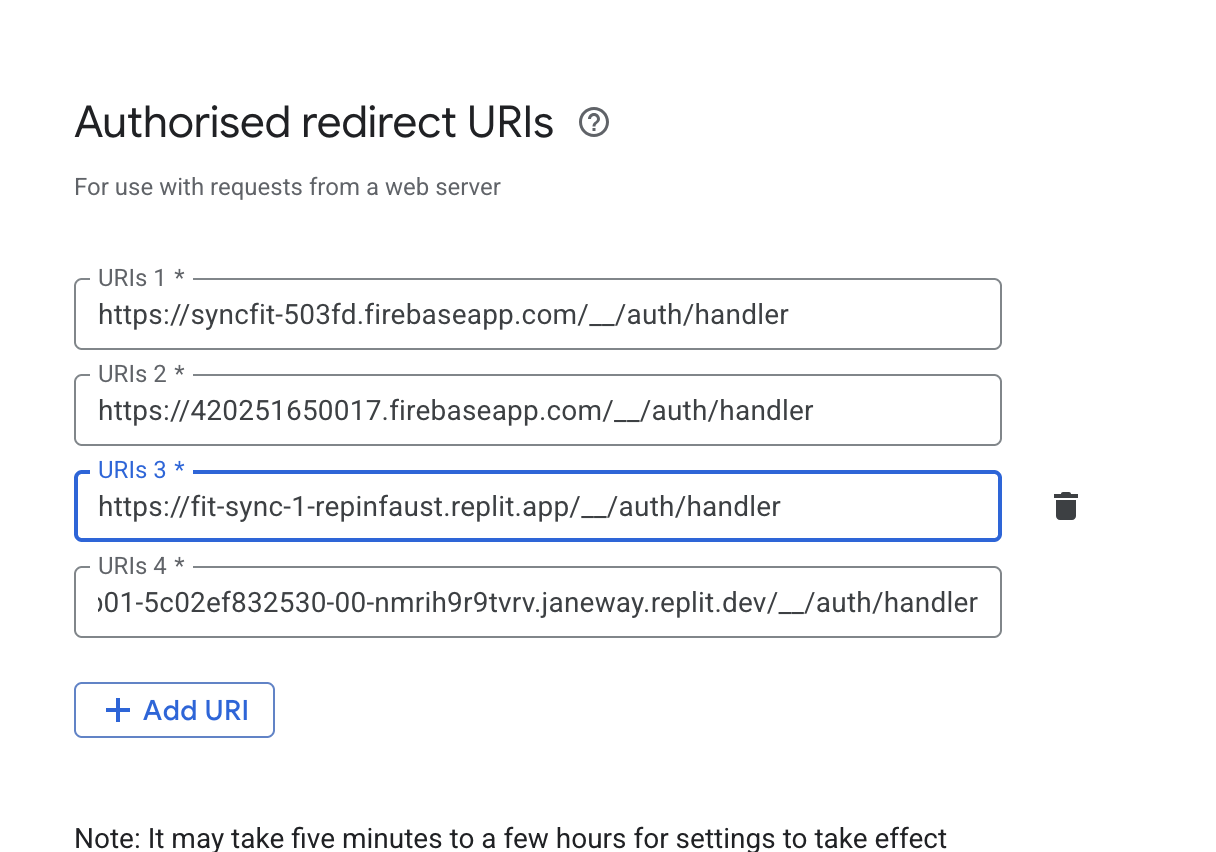 Authorised redirect URIs
For use with requests from a web server
URIs 1 *
https://syncfit-503fd.firebaseapp.com/__/auth/handler
URIs 2 *
https://420251650017.firebaseapp.com/__/auth/handler
URIs 3 *
https://fit-sync-1-repinfaust.replit.app/__/auth/handler
URIs 4 *
01-5c02ef832530-00-nmrih9r9tvrv.janeway.replit.dev/__/auth/handler
+ Add URI
Note: It may take five minutes to a few hours for settings to take effect